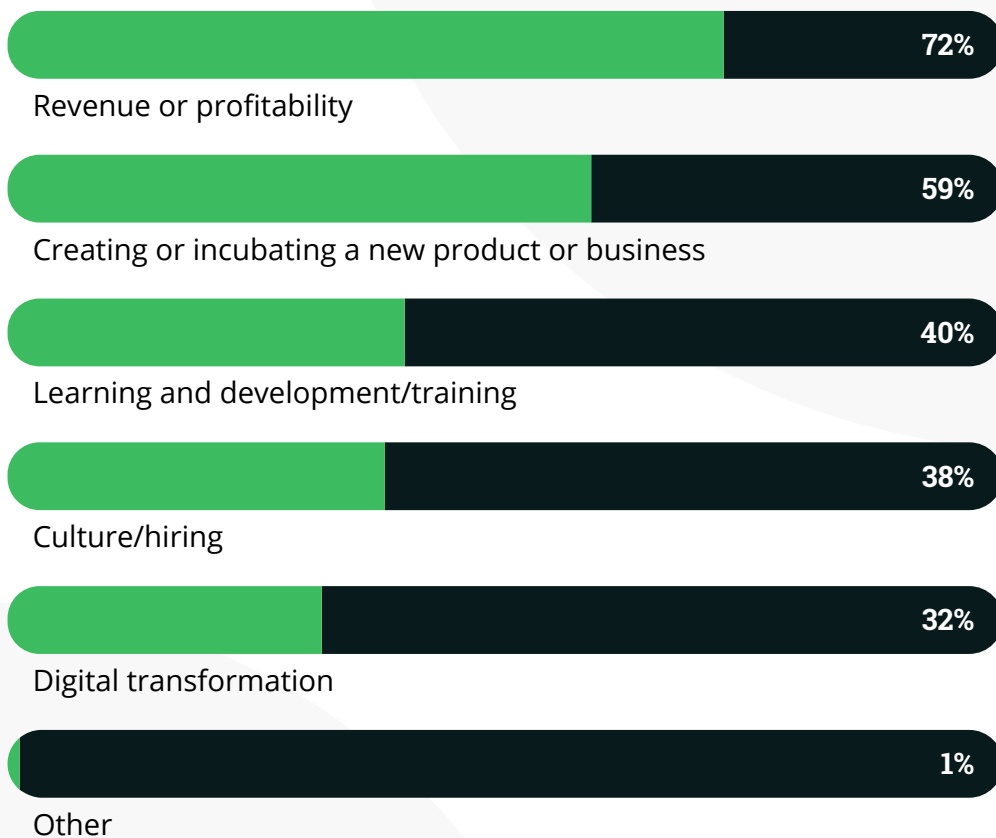 72%
Revenue or profitability
59%
Creating or incubating a new product or business
40%
Learning and development/training
38%
Culture/hiring
32%
Digital transformation
1%
Other